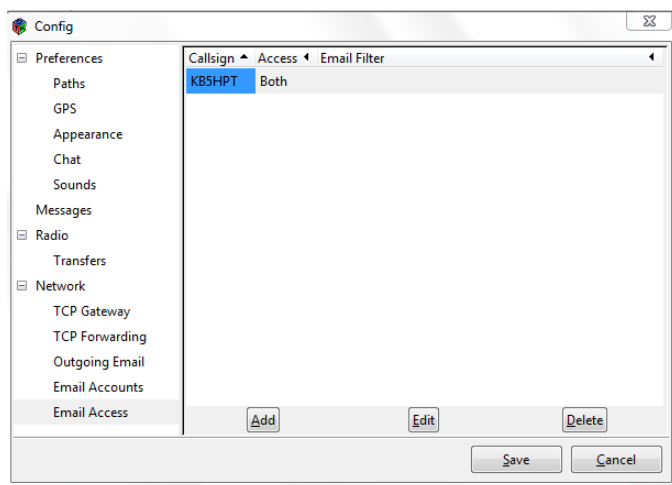 Config
Preferences
Paths
GPS
Appearance
Chat
Sounds
Messages
Radio
Transfers
Network
TCP Gateway
TCP Forwarding
Outgoing Email
Email Accounts
Email Access
Callsign Access Email Filter
KB5HPT Both
Add Edit Delete
Save Cancel